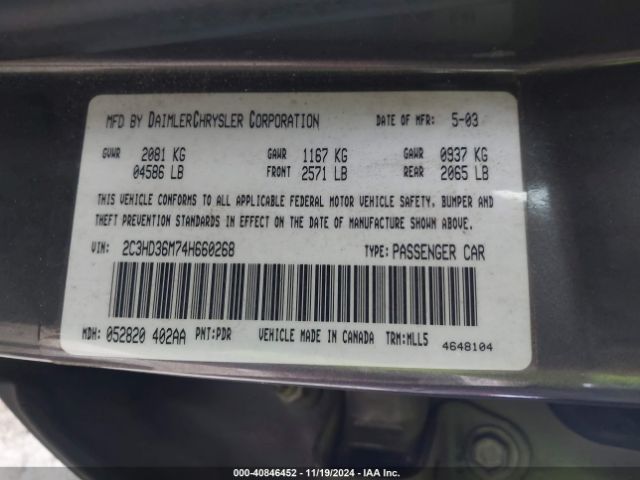 MFD BY DAIMLERCHRYSLER CORPORATION DATE OF MFR: 5-03
GVWR 2081 KG GAWR 1167 KG GAWR 0937 KG
04586 LB FRONT 2571 LB REAR 2065 LB
THIS VEHICLE CONFORMS TO ALL APPLICABLE FEDERAL MOTOR VEHICLE SAFETY, BUMPER AND
THEFT PREVENTION STANDARDS IN EFFECT ON THE DATE OF MANUFACTURE SHOWN ABOVE.
VIN: 2C3HD36M74H660268 TYPE: PASSENGER CAR
MDH: 052820 402AA PNT: PDR VEHICLE MADE IN CANADA TRM: MLL5
4648104
000-40846452 - 11/19/2024 - IAA Inc.